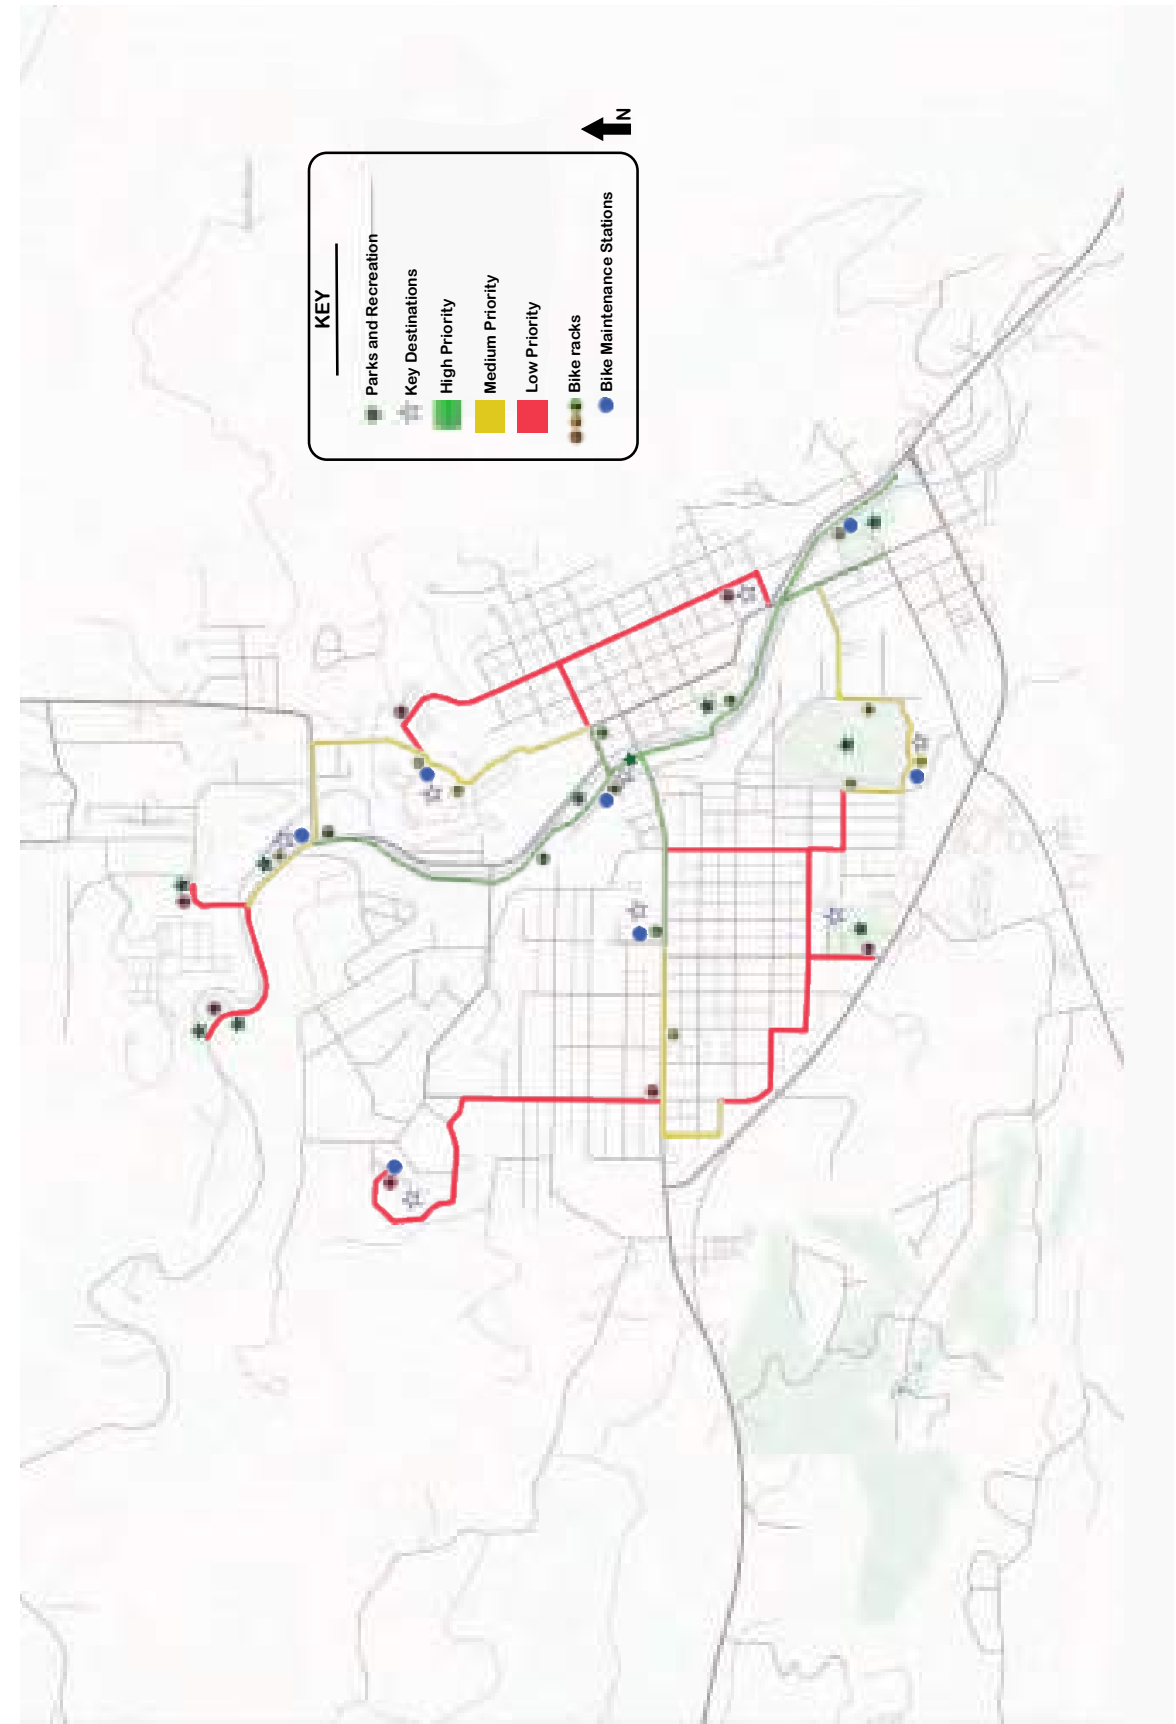 N
KEY
Parks and Recreation
Key Destinations
High Priority
Medium Priority
Low Priority
Bike racks
Bike Maintenance Stations